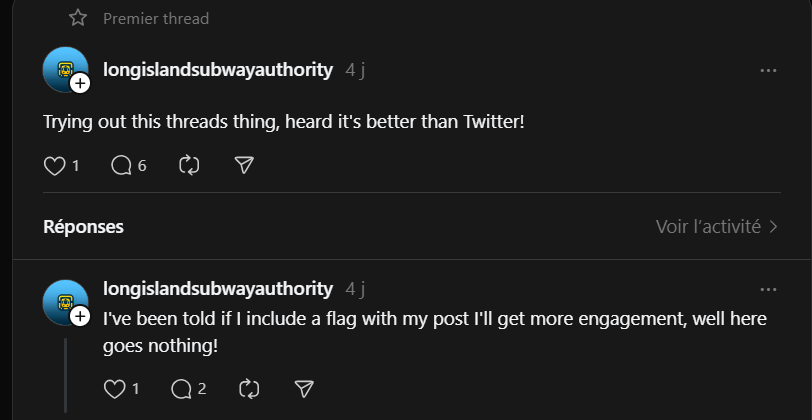 Premier thread
longislandsubwayauthority 4 j
Trying out this threads thing, heard it's better than Twitter!
1 6
Réponses Voir l'activité
longislandsubwayauthority 4 j
I've been told if I include a flag with my post I'll get more engagement, well here
goes nothing!
1 2